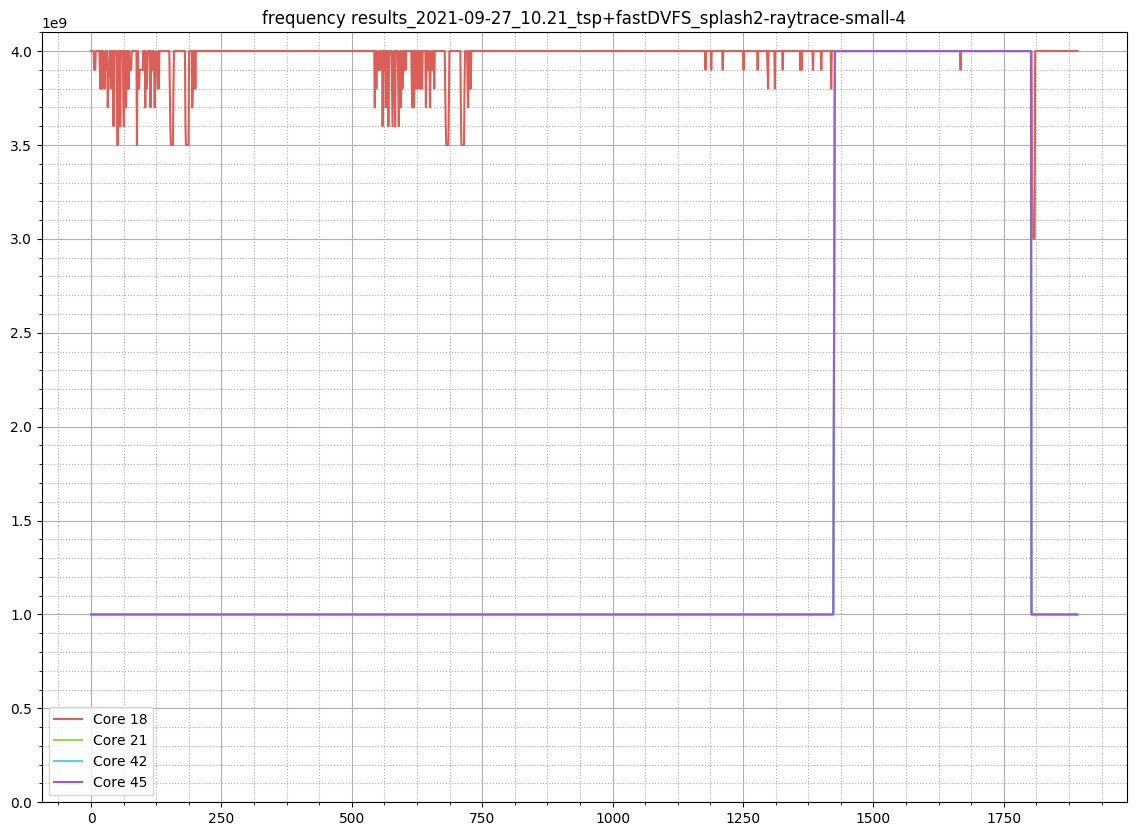 frequency results_2021-09-27_10.21_tsp+fastDVFS_splash2-raytrace-small-4
1e9
4.0
3.5
3.0
2.5
2.0
1.5
1.0
0.5
0.0
Core 18
Core 21
Core 42
Core 45
0 250 500 750 1000 1250 1500 1750